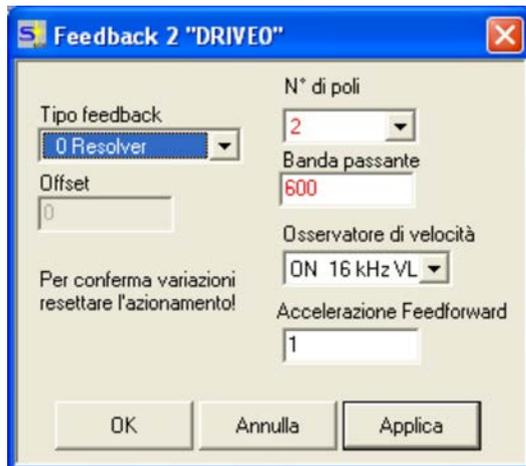 Feedback 2 "DRIVE0"
Tipo feedback
0 Resolver
Offset
0
Per conferma variazioni
resettare l'azionamento!
N° di poli
2
Banda passante
600
Osservatore di velocità
ON 16 kHz VL
Accelerazione Feedforward
1
OK
Annulla
Applica